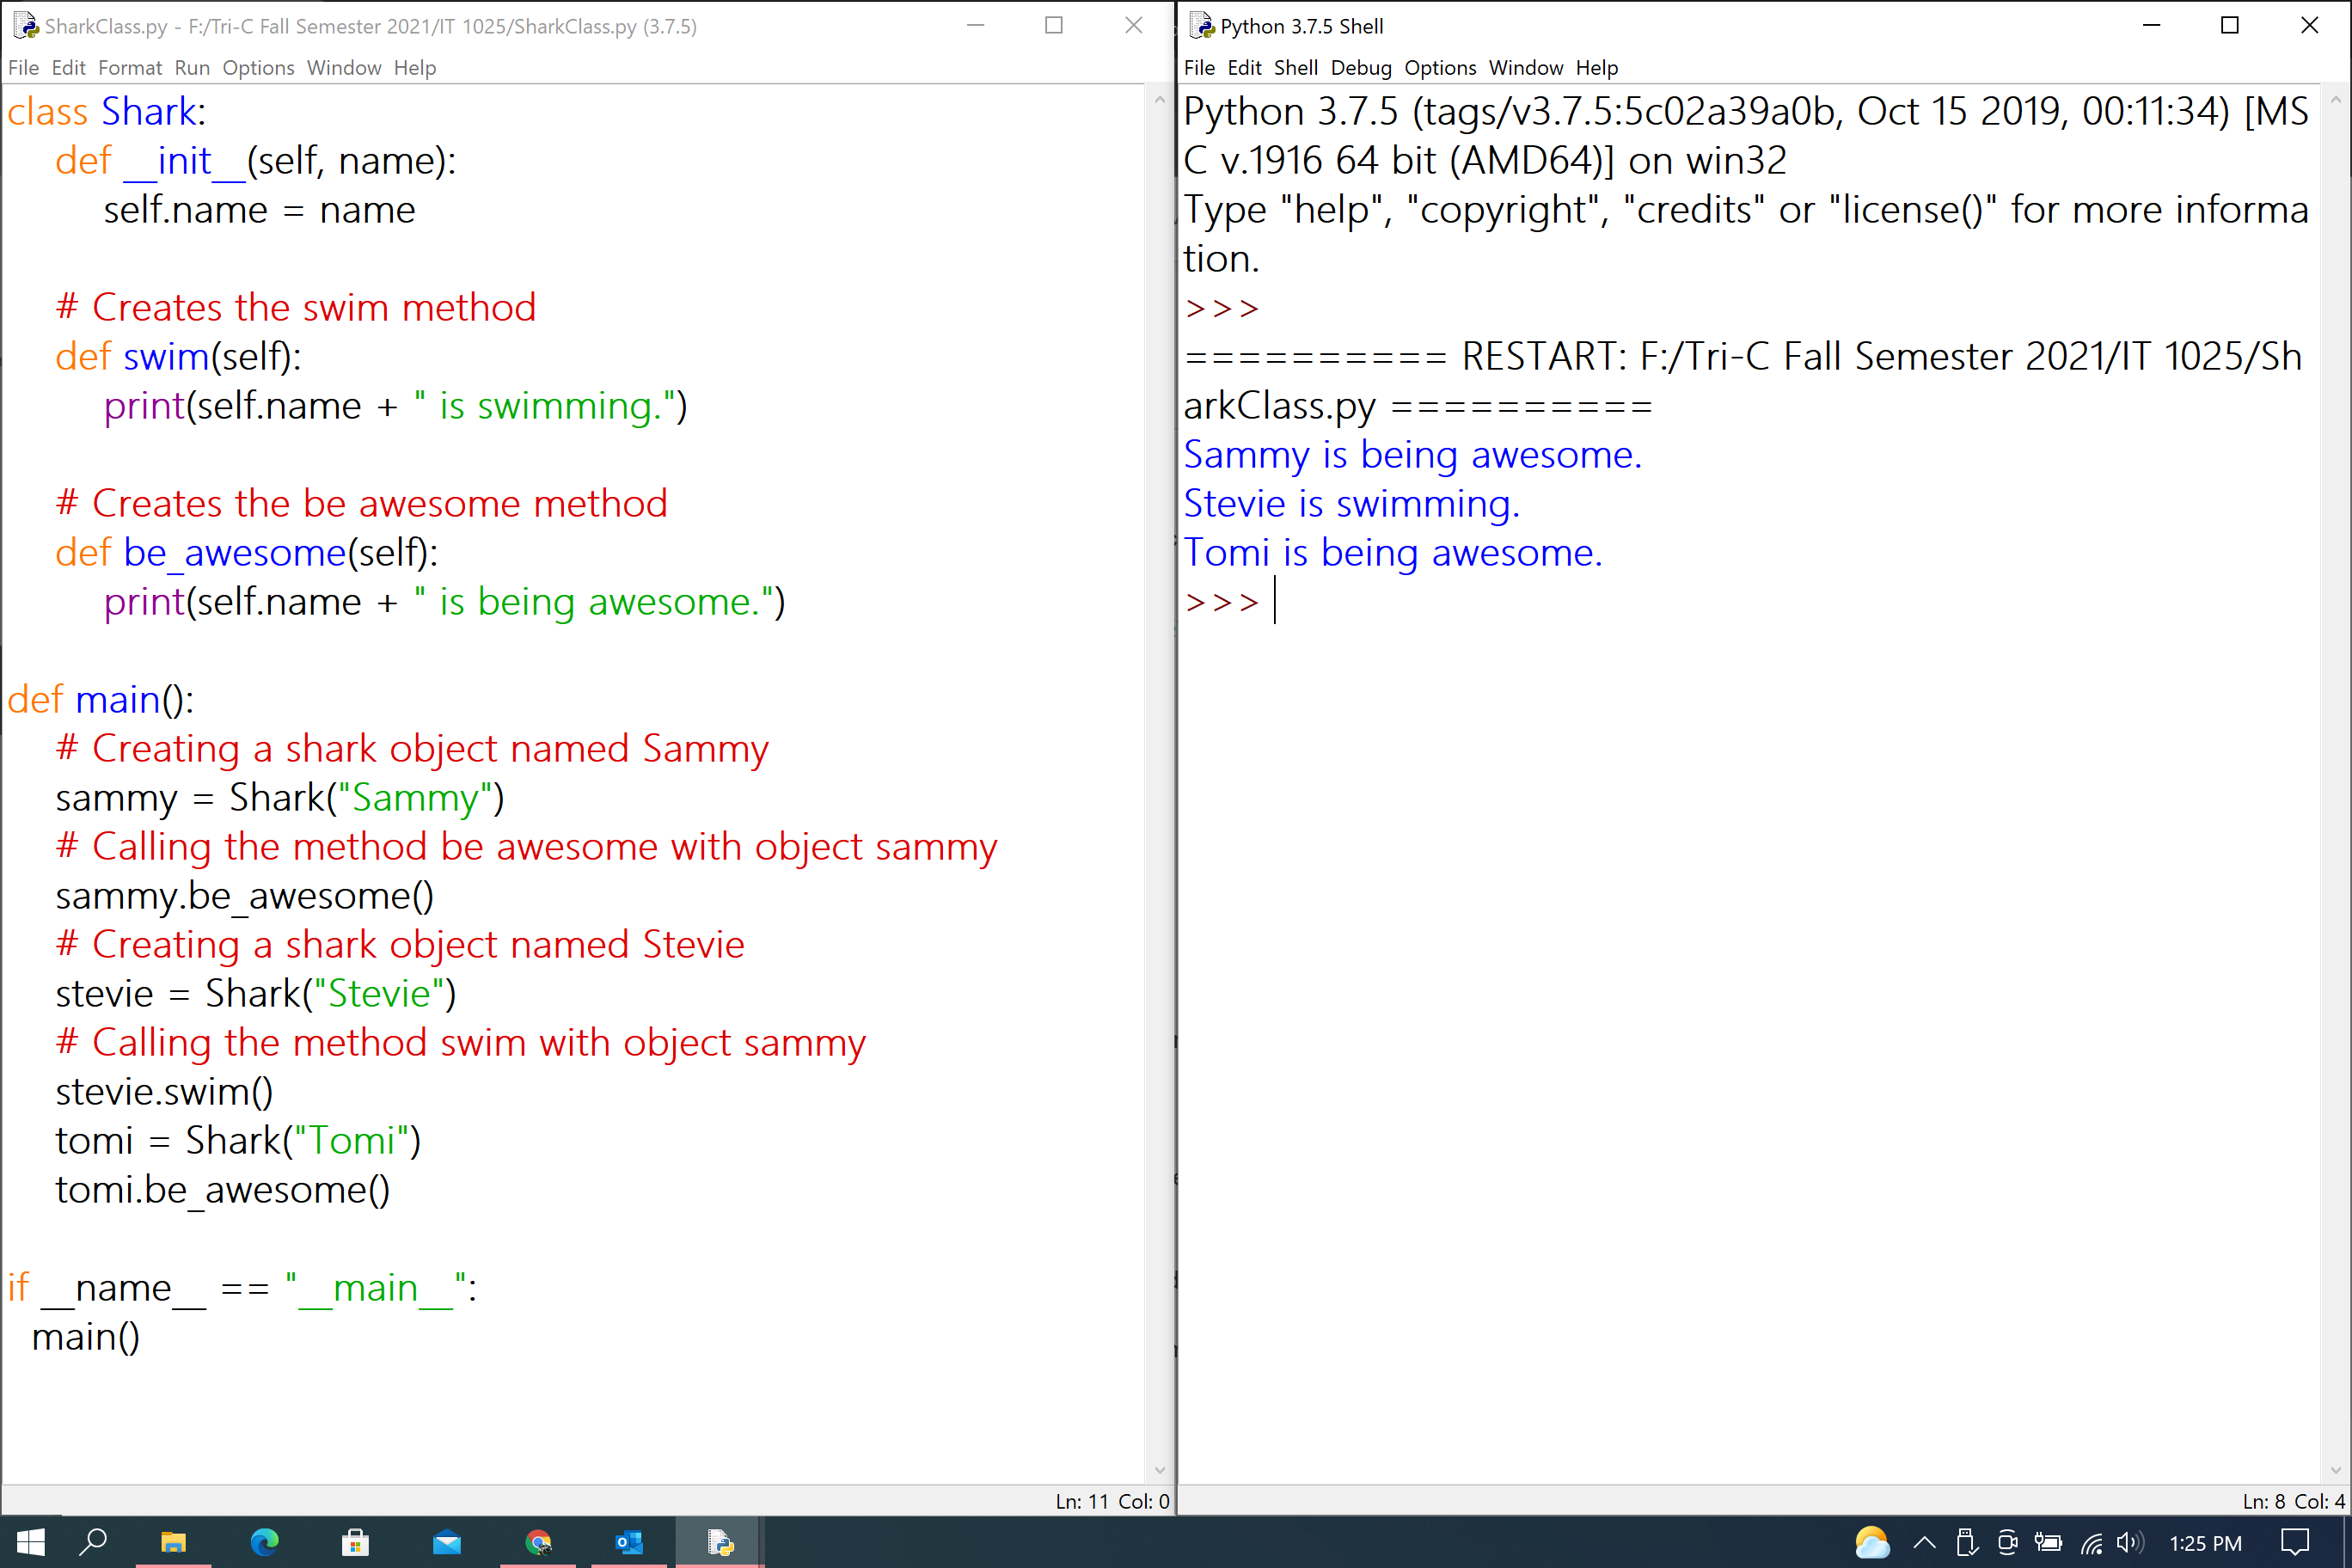 SharkClass.py - F:/Tri-C Fall Semester 2021/IT 1025/SharkClass.py (3.7.5)
File Edit Format Run Options Window Help
class Shark:
    def __init__(self, name):
        self.name = name
    # Creates the swim method
    def swim(self):
        print(self.name + " is swimming.")
    # Creates the be awesome method
    def be_awesome(self):
        print(self.name + " is being awesome.")
def main():
    # Creating a shark object named Sammy
    sammy = Shark("Sammy")
    # Calling the method be awesome with object sammy
    sammy.be_awesome()
    # Creating a shark object named Stevie
    stevie = Shark("Stevie")
    # Calling the method swim with object sammy
    stevie.swim()
    tomi = Shark("Tomi")
    tomi.be_awesome()
if __name__ == "__main__":
  main()
Ln: 11 Col: 0
Python 3.7.5 Shell
File Edit Shell Debug Options Window Help
Python 3.7.5 (tags/v3.7.5:5c02a39a0b, Oct 15 2019, 00:11:34) [MS
C v.1916 64 bit (AMD64)] on win32
Type "help", "copyright", "credits" or "license()" for more informa
tion.
>>>
========== RESTART: F:/Tri-C Fall Semester 2021/IT 1025/Sh
arkClass.py ==========
Sammy is being awesome.
Stevie is swimming.
Tomi is being awesome.
>>>
Ln: 8 Col: 4
1:25 PM